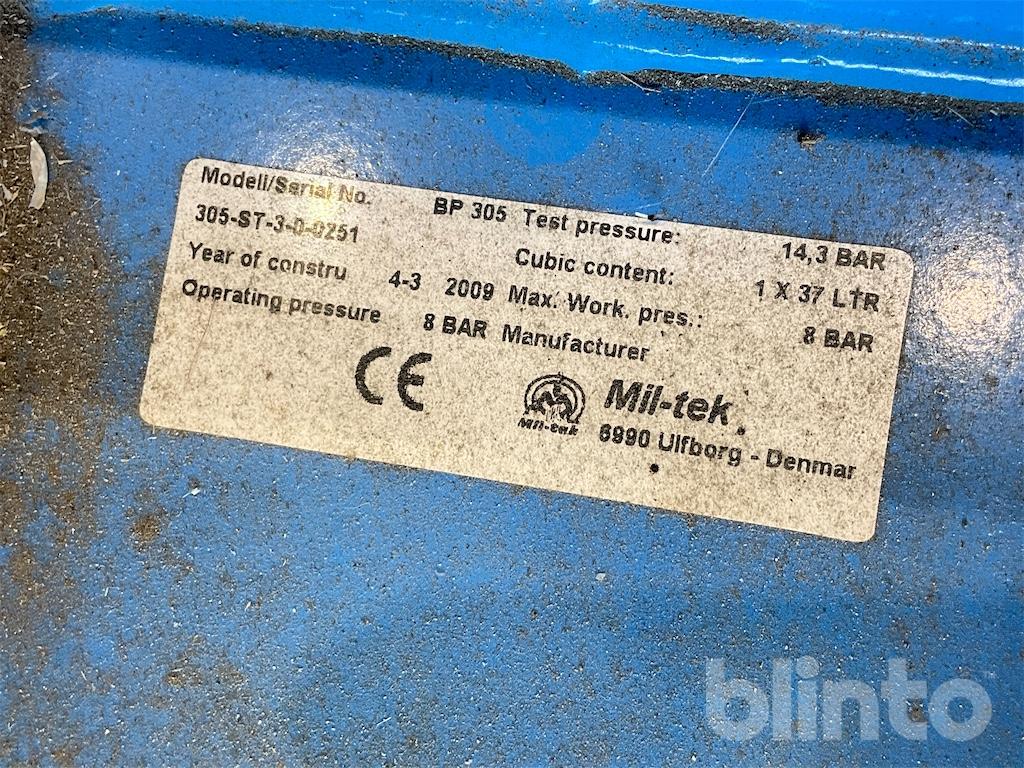 Modell/Serial No. BP 305 Test pressure: 14,3 BAR
305-ST-3-0-0251 Cubic content: 1 X 37 LTR
Year of constru 4-3 2009 Max. Work. pres.: 8 BAR
Operating pressure 8 BAR Manufacturer
CE Mil-tek Mil-tek.
6990 Ulfborg - Denmar
blinto